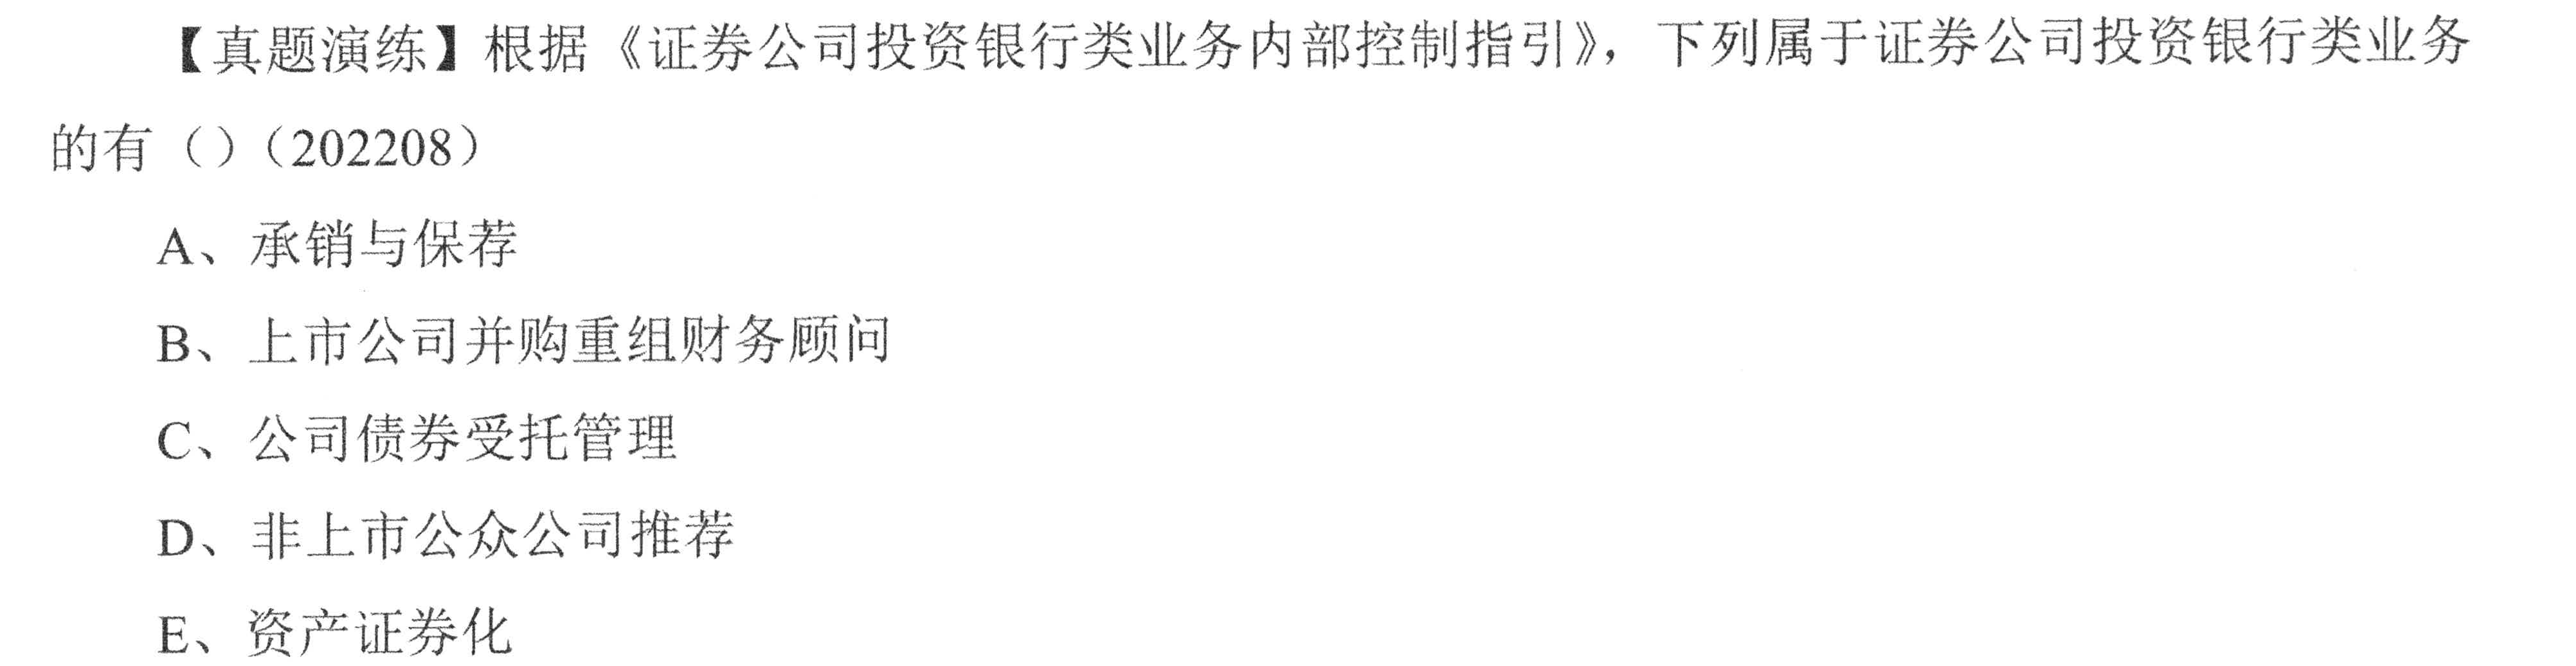 【真题演练】根据《证券公司投资银行类业务内部控制指引》，下列属于证券公司投资银行类业务
的有（）（202208）
A、承销与保荐
B、上市公司并购重组财务顾问
C、公司债券受托管理
D、非上市公众公司推荐
E、资产证券化